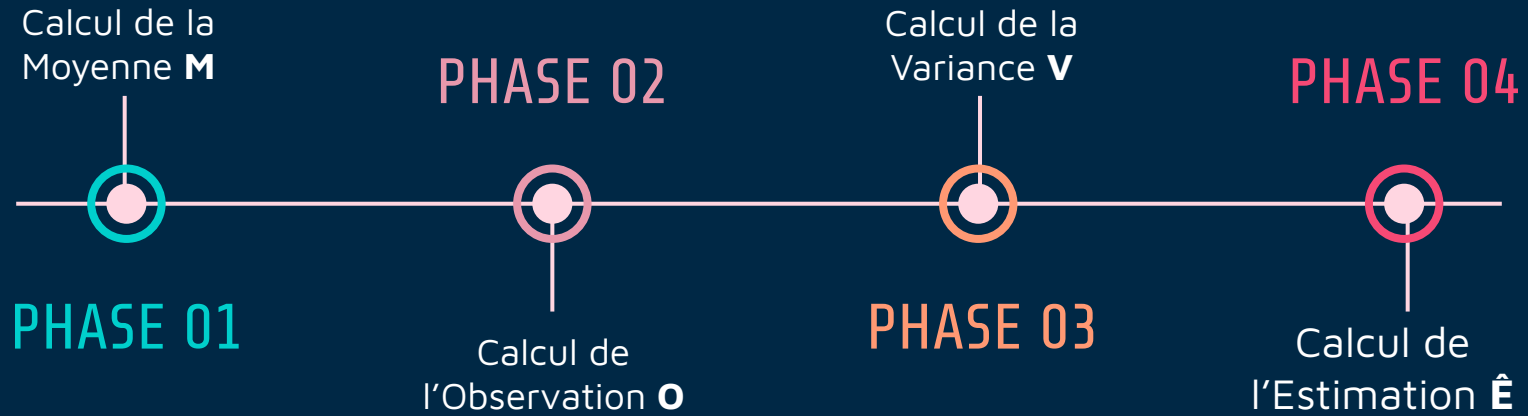 Calcul de la
Moyenne M
PHASE 01
PHASE 02
Calcul de
l’Observation O
Calcul de la
Variance V
PHASE 03
PHASE 04
Calcul de
l’Estimation Ê